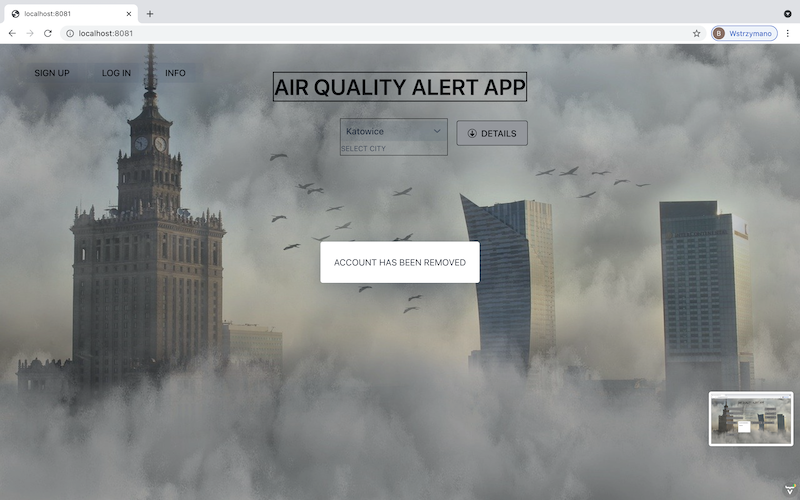 localhost:8081
localhost:8081
B
Wstrzymano
SIGN UP
LOG IN
INFO
AIR QUALITY ALERT APP
Katowice
DETAILS
SELECT CITY
ACCOUNT HAS BEEN REMOVED